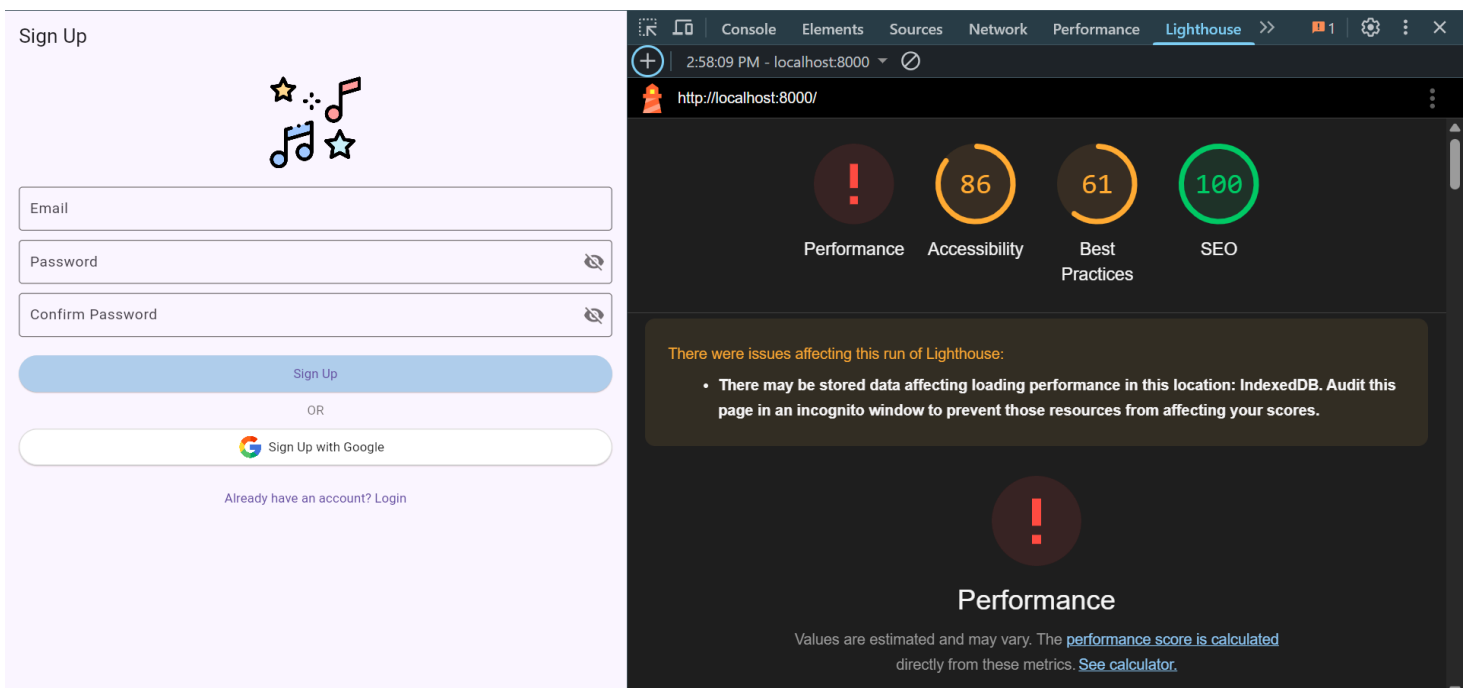 Sign Up
Email
Password
Confirm Password
Sign Up
OR
Sign Up with Google
Already have an account? Login
Console Elements Sources Network Performance Lighthouse 1
2:58:09 PM - localhost:8000
http://localhost:8000/
86 61 100
Performance Accessibility Best Practices SEO
There were issues affecting this run of Lighthouse:
• There may be stored data affecting loading performance in this location: IndexedDB. Audit this
page in an incognito window to prevent those resources from affecting your scores.
Performance
Values are estimated and may vary. The performance score is calculated
directly from these metrics. See calculator.